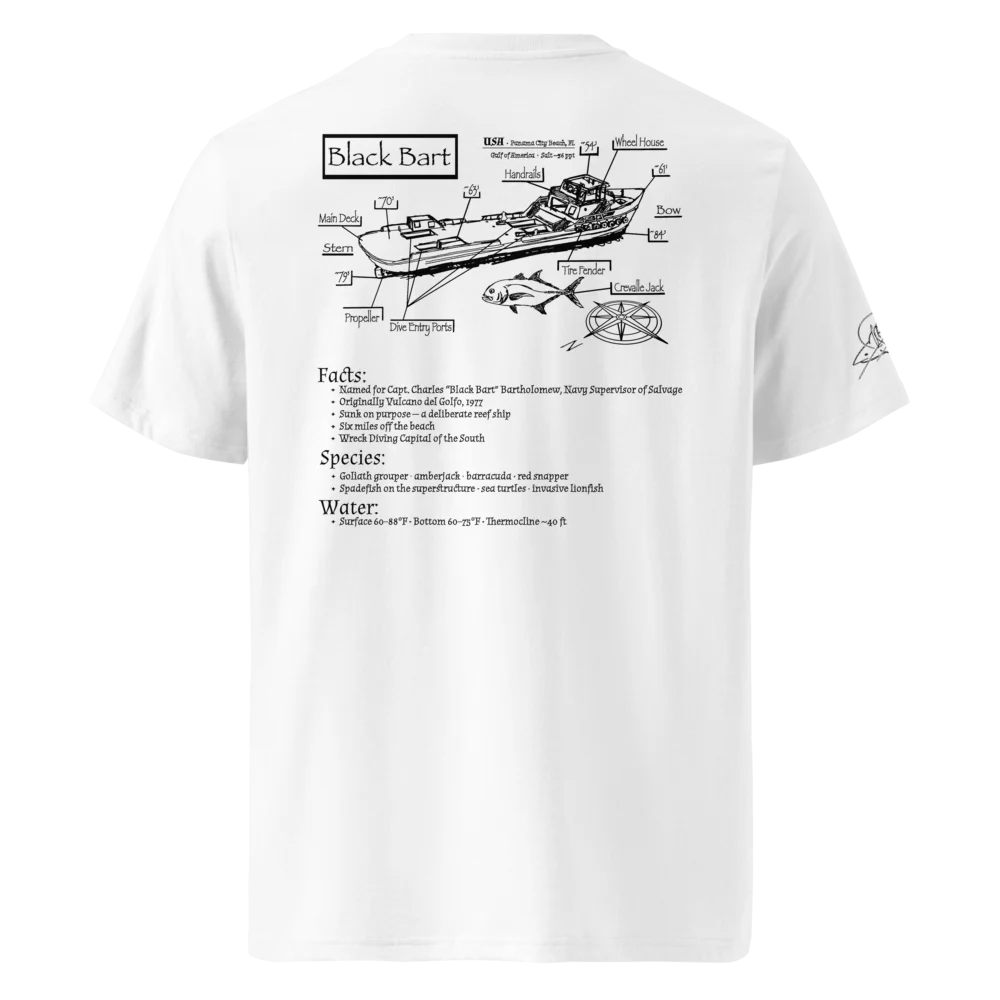 Black Bart
USA · Panama City Beach, FL
Gulf of America · Salt~36 ppt
~54'
Wheel House
Handrails
~61'
~65'
~70'
Main Deck
Bow
Stern
~84'
~79'
Tire Fender
Crevalle Jack
Propeller
Dive Entry Ports
N
Facts:
Named for Capt. Charles "Black Bart" Bartholomew, Navy Supervisor of Salvage
Originally Vulcano del Golfo, 1977
Sunk on purpose — a deliberate reef ship
Six miles off the beach
Wreck Diving Capital of the South
Species:
Goliath grouper · amberjack · barracuda · red snapper
Spadefish on the superstructure · sea turtles · invasive lionfish
Water:
Surface 60–88°F · Bottom 60–75°F · Thermocline ~40 ft